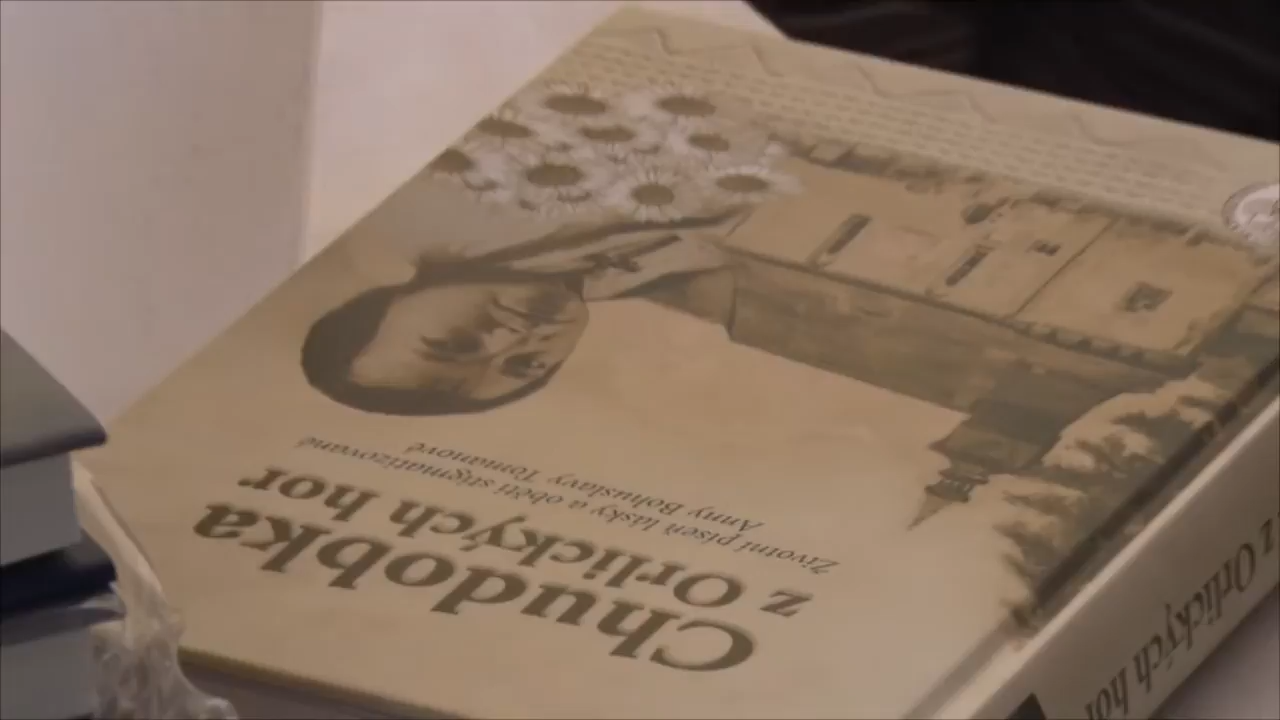 Chudobka
z Orlických hor
Životní píseň lásky a oběti stigmatizované
Anny Bohuslavy Tomanové
z Orlických hor